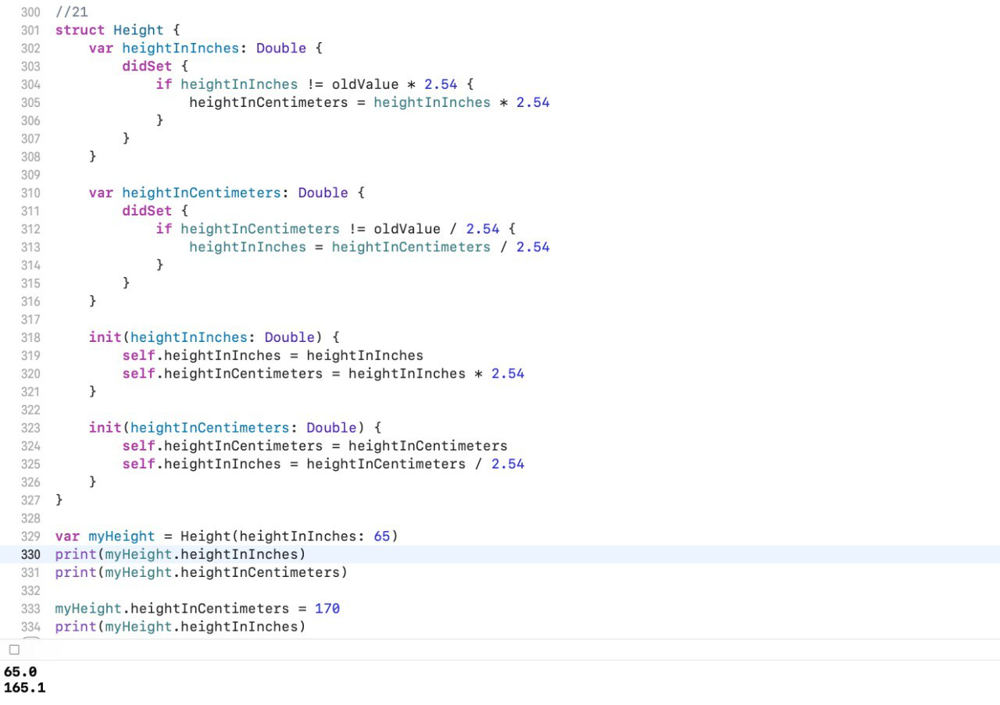 300 //21
301 struct Height {
302     var heightInInches: Double {
303         didSet {
304             if heightInInches != oldValue * 2.54 {
305                 heightInCentimeters = heightInInches * 2.54
306             }
307         }
308     }
309
310     var heightInCentimeters: Double {
311         didSet {
312             if heightInCentimeters != oldValue / 2.54 {
313                 heightInInches = heightInCentimeters / 2.54
314             }
315         }
316     }
317
318     init(heightInInches: Double) {
319         self.heightInInches = heightInInches
320         self.heightInCentimeters = heightInInches * 2.54
321     }
322
323     init(heightInCentimeters: Double) {
324         self.heightInCentimeters = heightInCentimeters
325         self.heightInInches = heightInCentimeters / 2.54
326     }
327 }
328
329 var myHeight = Height(heightInInches: 65)
330 print(myHeight.heightInInches)
331 print(myHeight.heightInCentimeters)
332
333 myHeight.heightInCentimeters = 170
334 print(myHeight.heightInInches)
65.0
165.1